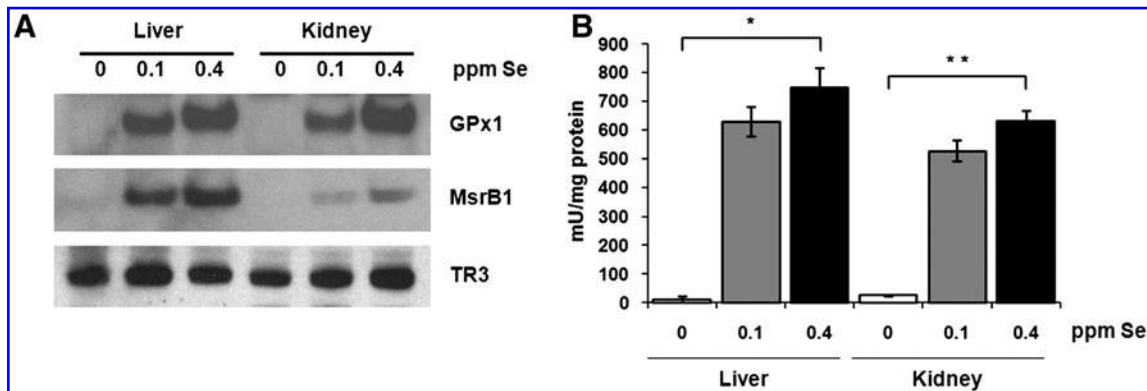 A
Liver Kidney
0 0.1 0.4 0 0.1 0.4 ppm Se
GPx1
MsrB1
TR3
B
mU/mg protein
900
800
700
600
500
400
300
200
100
0
*
* *
0 0.1 0.4 0 0.1 0.4 ppm Se
Liver Kidney